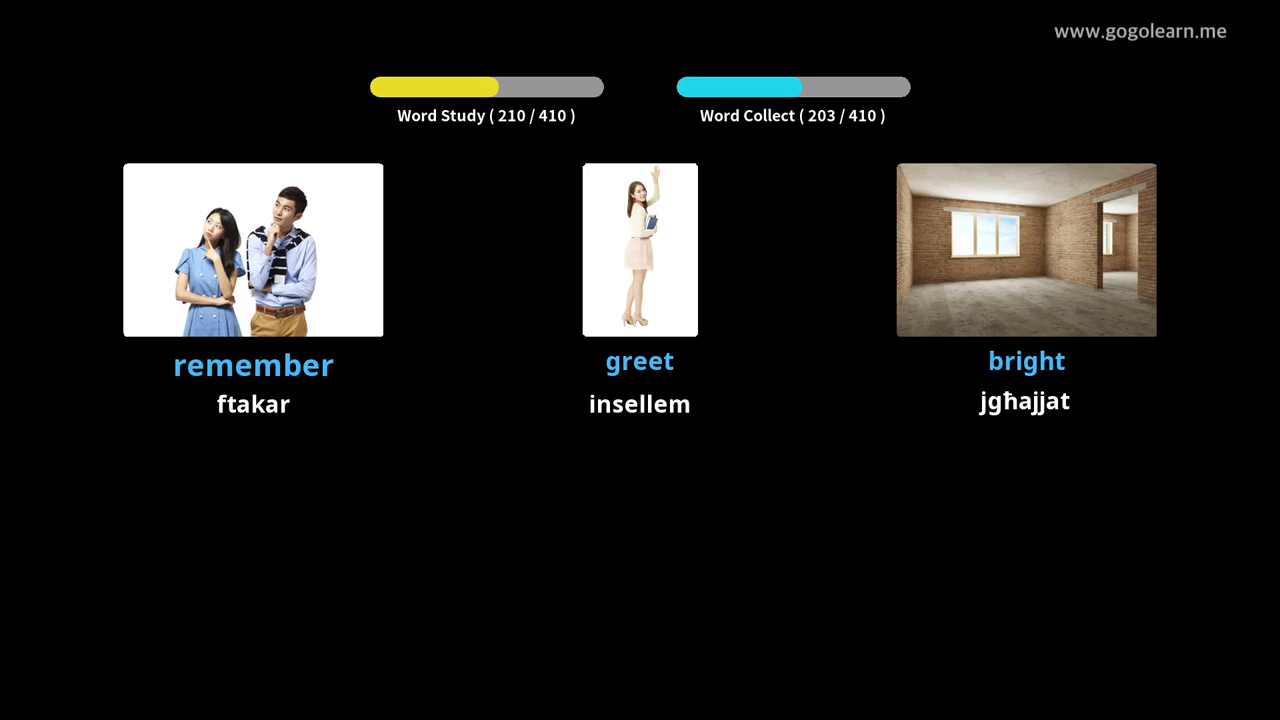 www.gogolearn.me
Word Study ( 210 / 410 )
Word Collect ( 203 / 410 )
remember
greet
bright
ftakar
insellem
jgħajjat